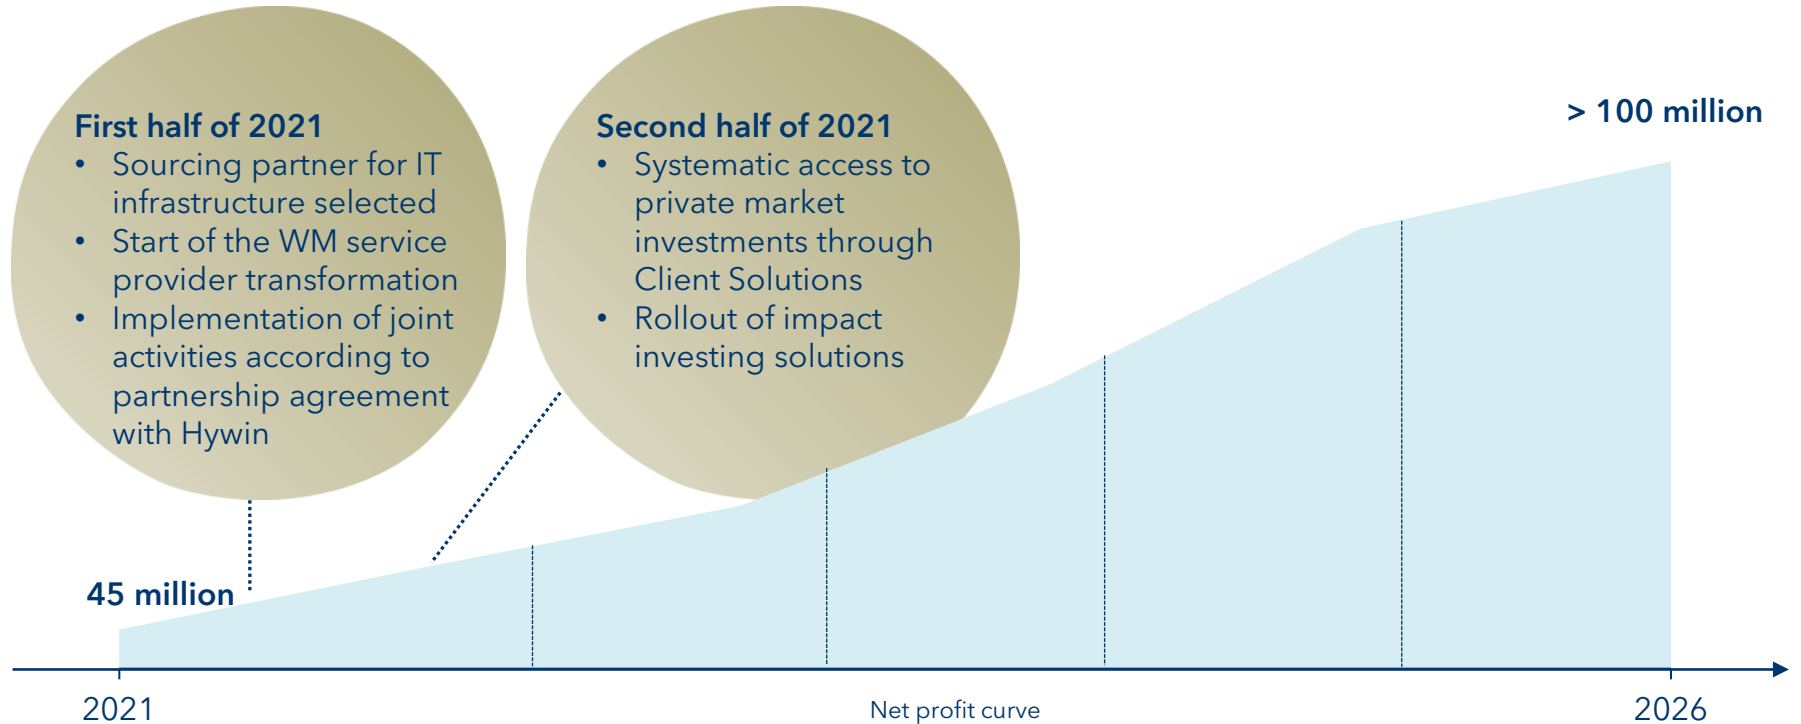 First half of 2021
• Sourcing partner for IT
infrastructure selected
• Start of the WM service
provider transformation
• Implementation of joint
activities according to
partnership agreement
with Hywin
Second half of 2021
• Systematic access to
private market
investments through
Client Solutions
• Rollout of impact
investing solutions
> 100 million
45 million
2021
Net profit curve
2026